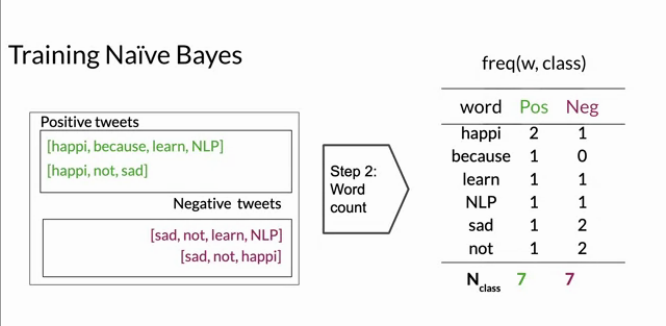 Training Naïve Bayes
Positive tweets
[happi, because, learn, NLP]
[happi, not, sad]
Negative tweets
[sad, not, learn, NLP]
[sad, not, happi]
Step 2:
Word
count
freq(w, class)
word Pos Neg
happi 2 1
because 1 0
learn 1 1
NLP 1 1
sad 1 2
not 1 2
Nclass 7 7